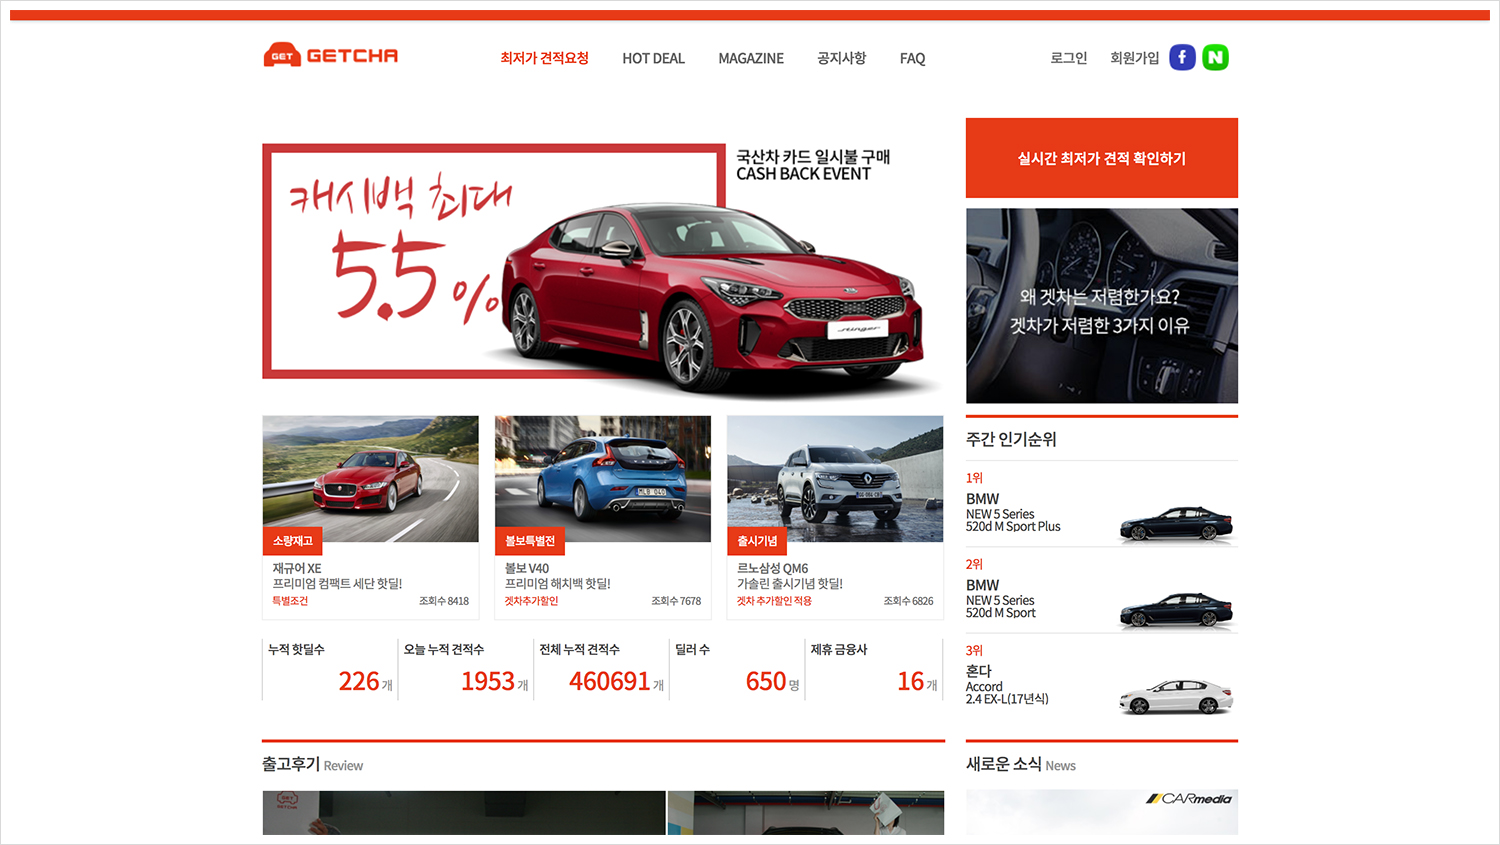 GET GETCHA
최저가 견적요청 HOT DEAL MAGAZINE 공지사항 FAQ 로그인 회원가입 f N
캐시백 최대
5.5%
국산차 카드 일시불 구매
CASH BACK EVENT
stinger
실시간 최저가 견적 확인하기
왜 겟차는 저렴한가요?
겟차가 저렴한 3가지 이유
소량재고
재규어 XE
프리미엄 컴팩트 세단 핫딜!
특별조건 조회수 8418
MLB 040
볼보특별전
볼보 V40
프리미엄 해치백 핫딜!
겟차추가할인 조회수 7678
출시기념
르노삼성 QM6
가솔린 출시기념 핫딜!
겟차 추가할인 적용 조회수 6826
누적 핫딜수
226 개
오늘 누적 견적수
1953 개
전체 누적 견적수
460691 개
딜러 수
650 명
제휴 금융사
16 개
주간 인기순위
1위
BMW
NEW 5 Series
520d M Sport Plus
2위
BMW
NEW 5 Series
520d M Sport
3위
혼다
Accord
2.4 EX-L(17년식)
출고후기 Review
GET
GETCHA
새로운 소식 News
CARmedia